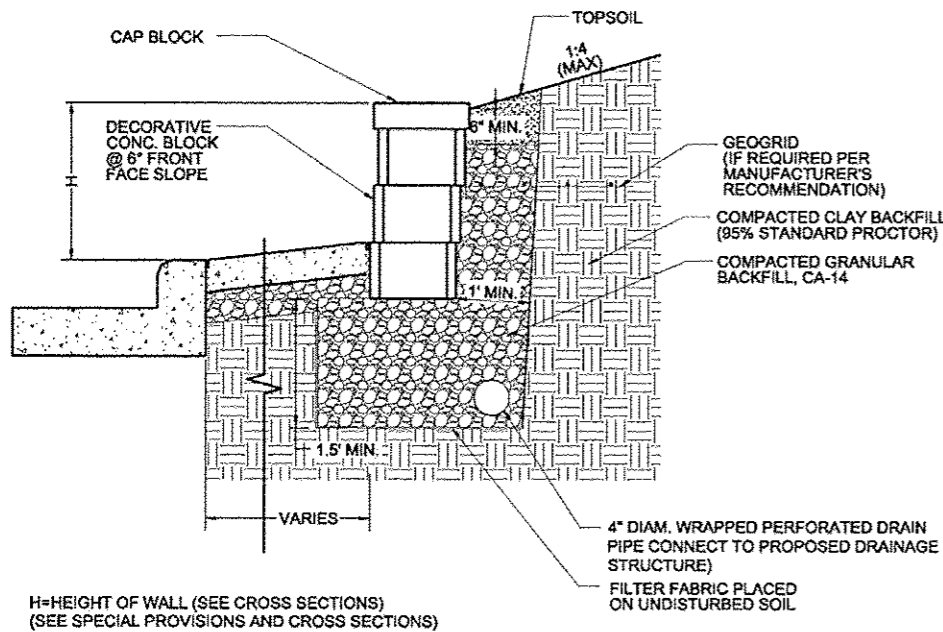 TOPSOIL
CAP BLOCK
1:4
(MAX)
6" MIN.
DECORATIVE
CONC. BLOCK
@ 6° FRONT
FACE SLOPE
H
GEOGRID
(IF REQUIRED PER
MANUFACTURER'S
RECOMMENDATION)
COMPACTED CLAY BACKFILL
(95% STANDARD PROCTOR)
COMPACTED GRANULAR
BACKFILL, CA-14
1' MIN.
1.5' MIN.
VARIES
4" DIAM. WRAPPED PERFORATED DRAIN
PIPE CONNECT TO PROPOSED DRAINAGE
STRUCTURE)
FILTER FABRIC PLACED
ON UNDISTURBED SOIL
H=HEIGHT OF WALL (SEE CROSS SECTIONS)
(SEE SPECIAL PROVISIONS AND CROSS SECTIONS)